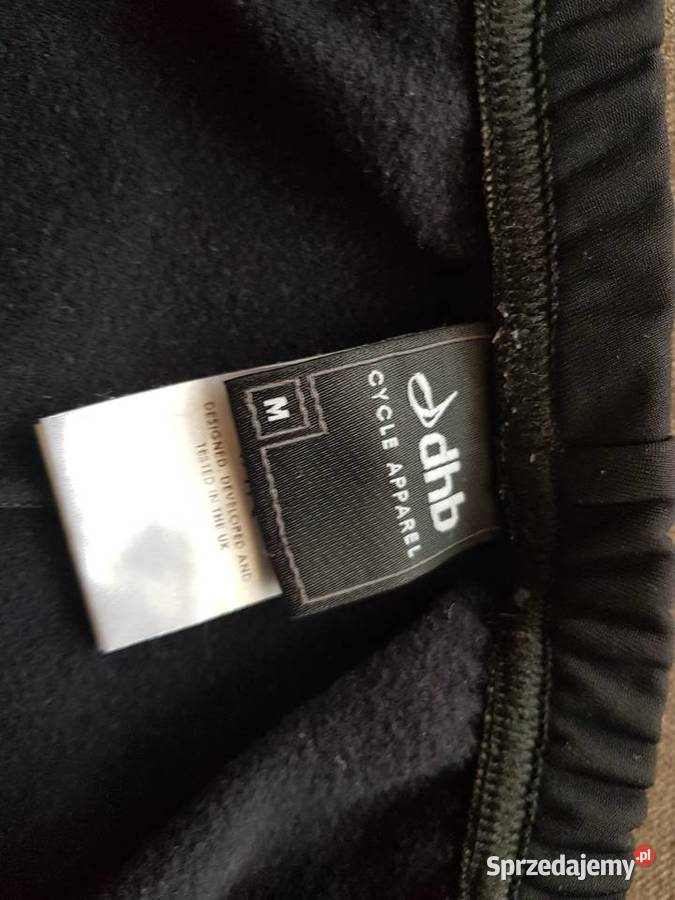 dhb
CYCLE APPAREL
M
DESIGNED, DEVELOPED AND
TESTED IN THE UK
Sprzedajemy.pl